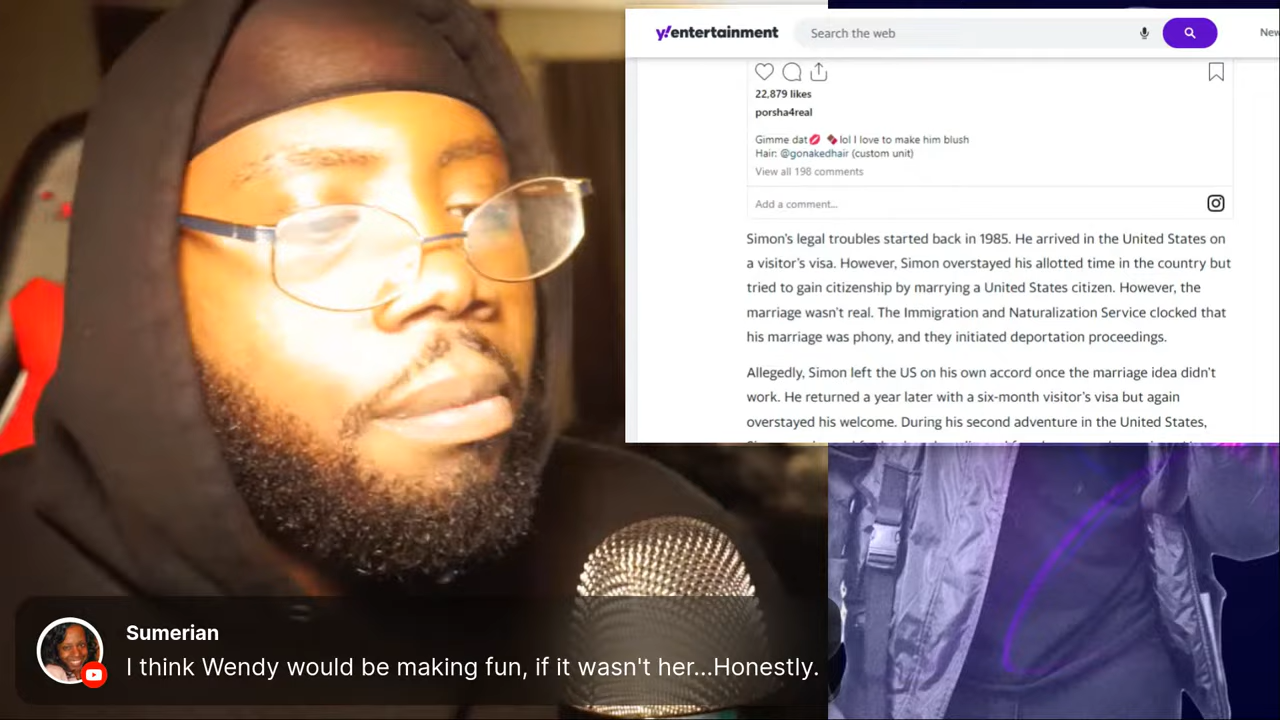 y!entertainment
Search the web
22,879 likes
porsha4real
Gimme dat💋 🍫lol I love to make him blush
Hair: @gonakedhair (custom unit)
View all 198 comments
Add a comment...
Simon's legal troubles started back in 1985. He arrived in the United States on
a visitor's visa. However, Simon overstayed his allotted time in the country but
tried to gain citizenship by marrying a United States citizen. However, the
marriage wasn't real. The Immigration and Naturalization Service clocked that
his marriage was phony, and they initiated deportation proceedings.
Allegedly, Simon left the US on his own accord once the marriage idea didn't
work. He returned a year later with a six-month visitor's visa but again
overstayed his welcome. During his second adventure in the United States,
Sumerian
I think Wendy would be making fun, if it wasn't her...Honestly.